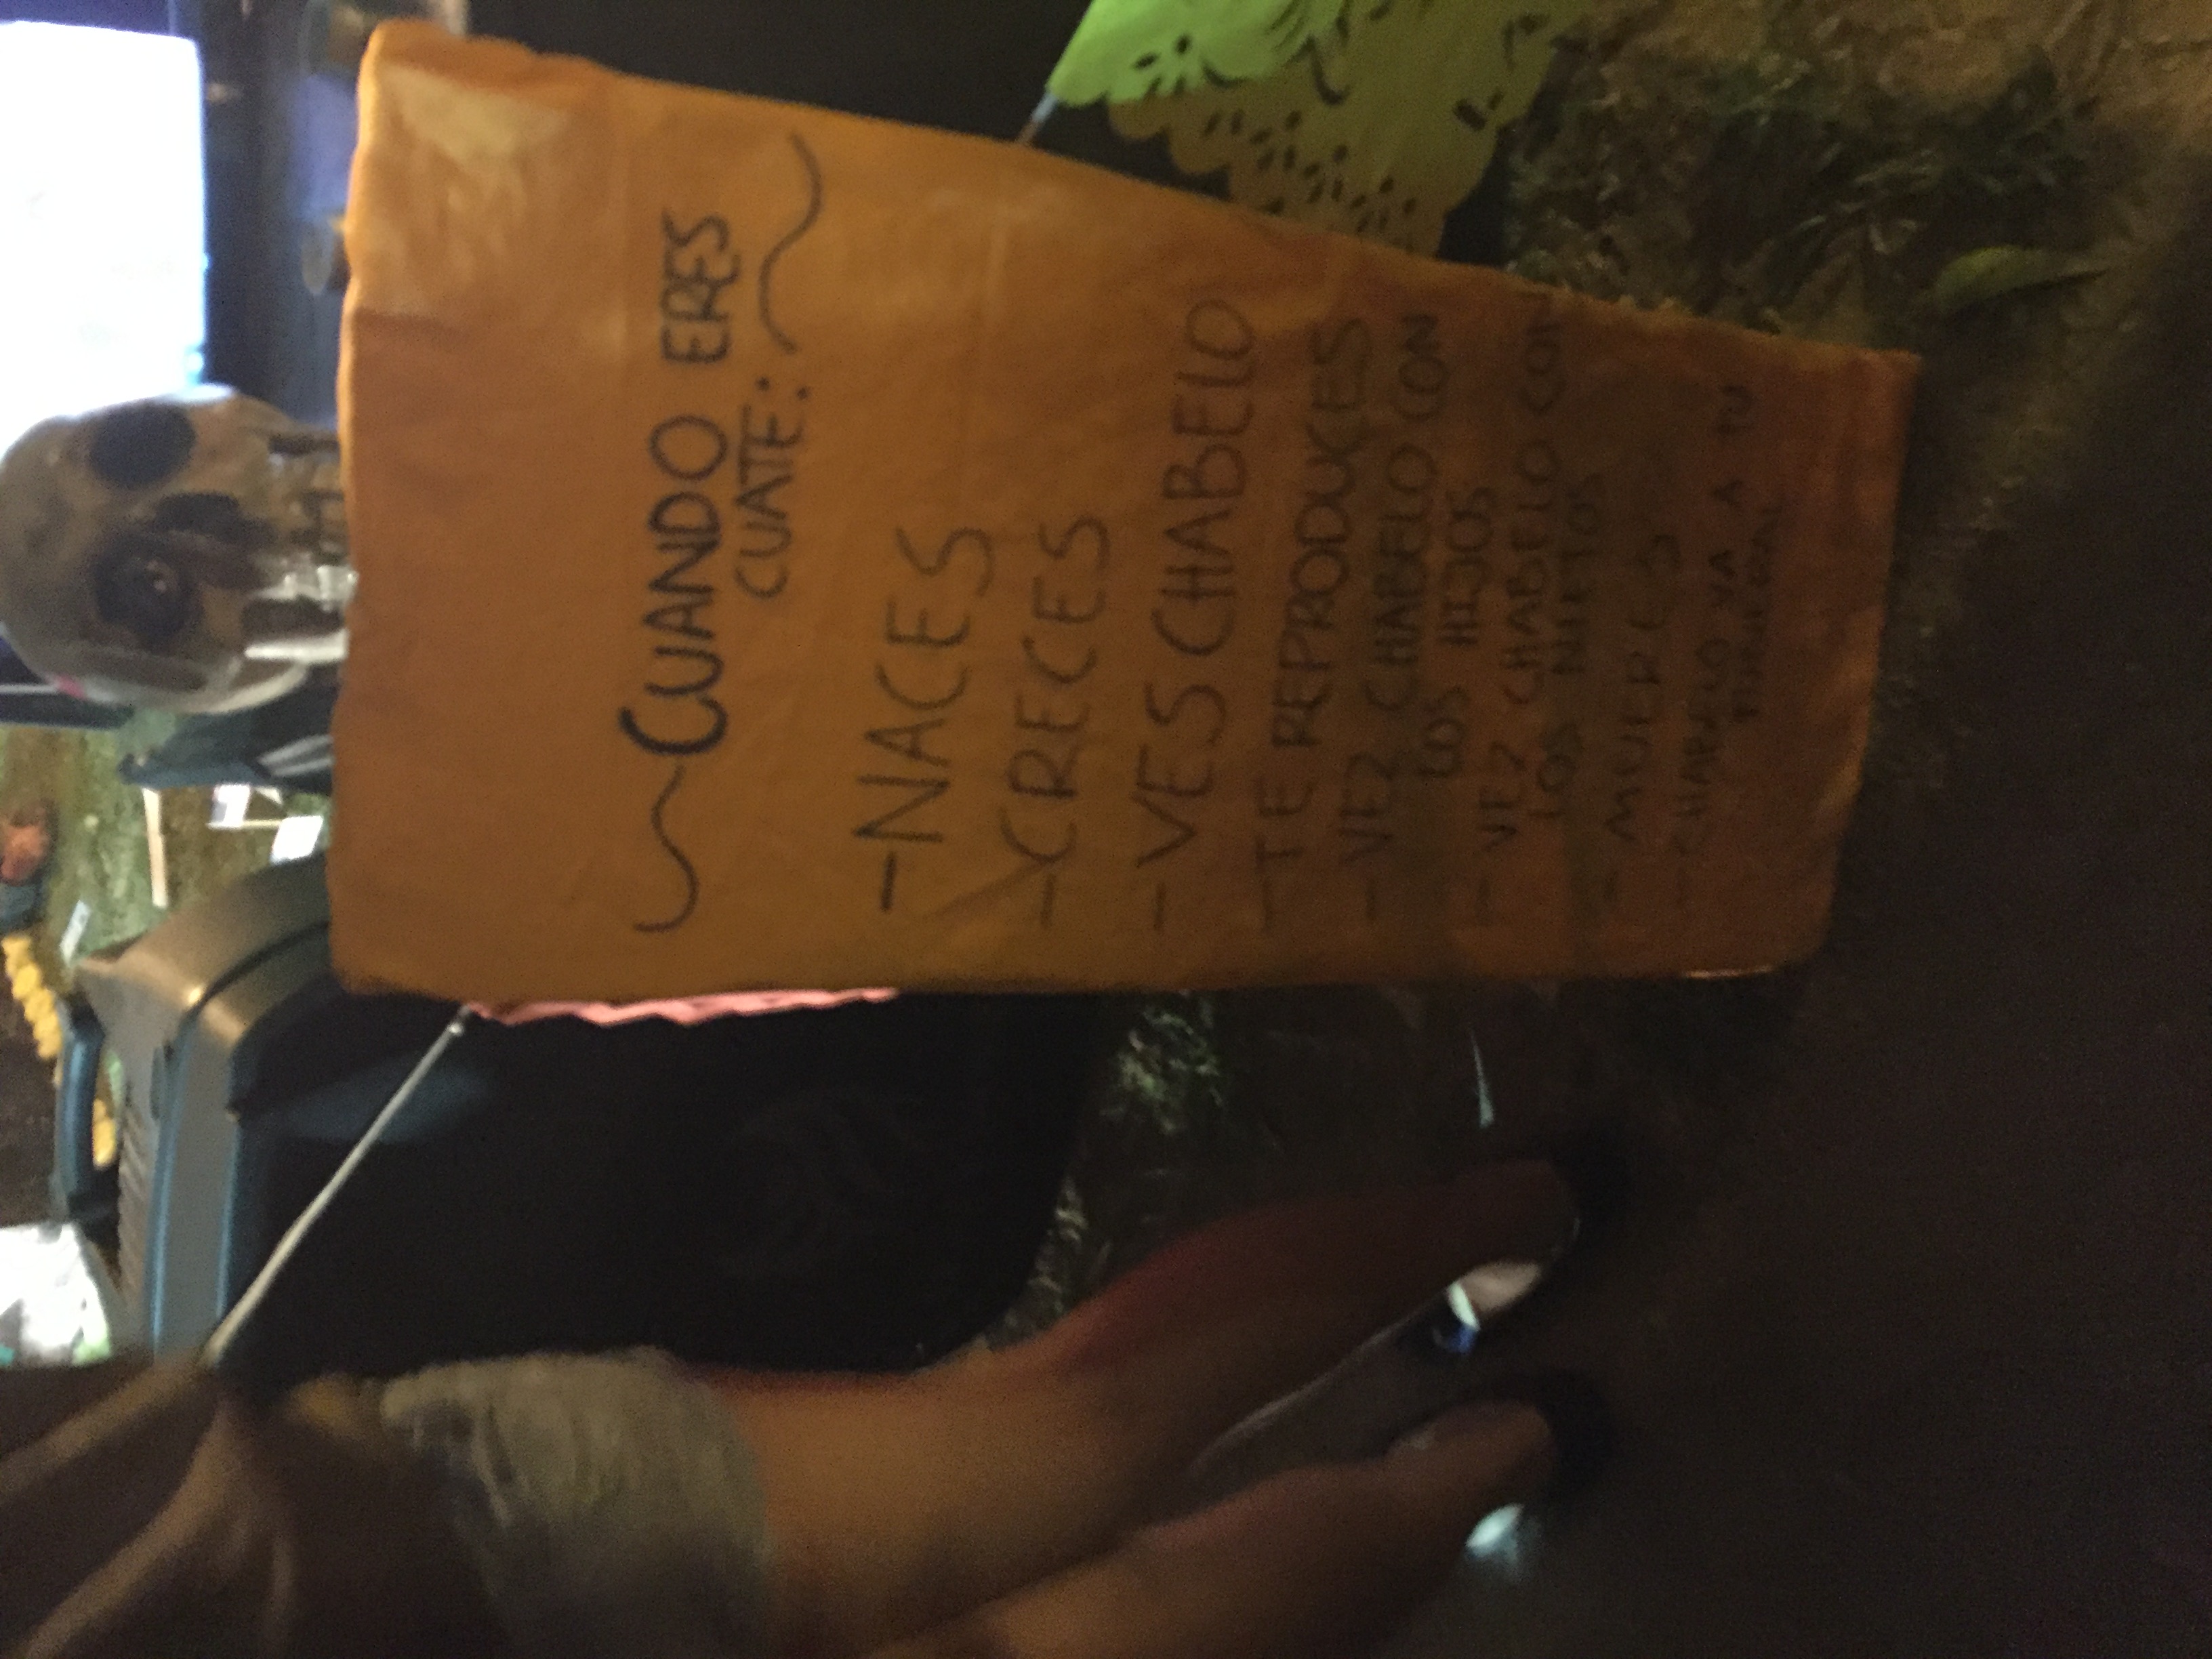 CUANDO ERES
CUATE:
-NACES
-CRECES
-VES CHABELO
-TE REPRODUCES
-VEZ CHABELO CON
LOS HIJOS
-VEZ CHABELO CON
LOS NIETOS
-MUERES
-CHABELO VA A TU
FUNERAL